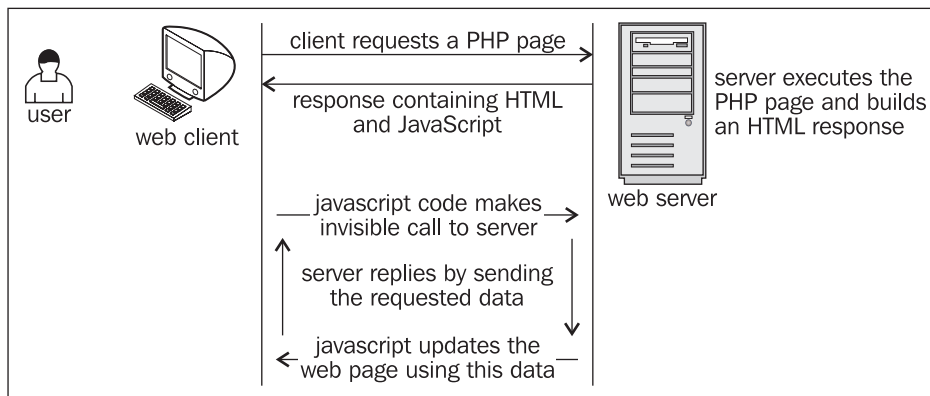 client requests a PHP page
response containing HTML
and JavaScript
user
web client
server executes the
PHP page and builds
an HTML response
web server
javascript code makes
invisible call to server
server replies by sending
the requested data
javascript updates the
web page using this data